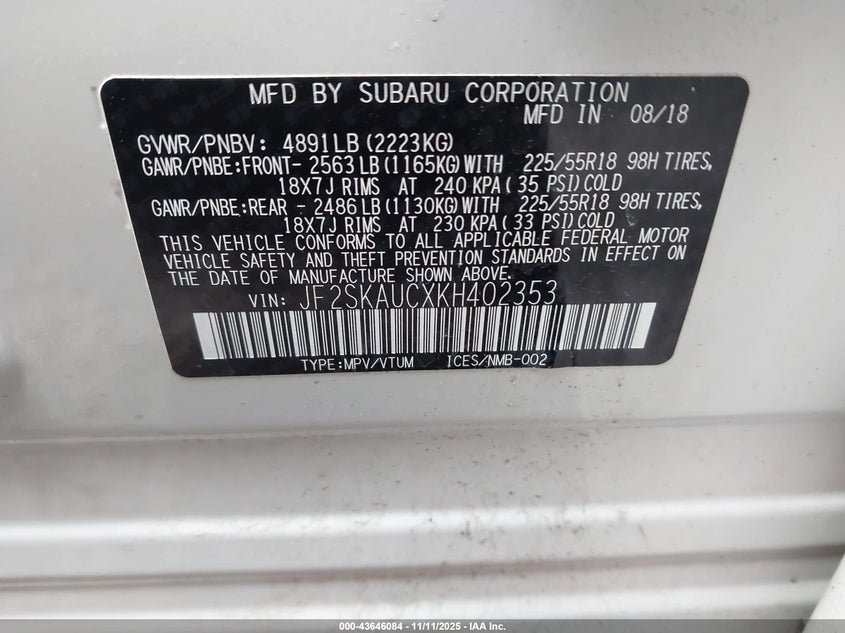 MFD BY SUBARU CORPORATION
MFD IN 08/18
GVWR/PNBV: 4891LB(2223KG)
GAWR/PNBE:FRONT- 2563LB(1165KG)WITH 225/55R18 98H TIRES,
18X7J RIMS AT 240 KPA( 35 PSI)COLD
GAWR/PNBE:REAR - 2486LB(1130KG)WITH 225/55R18 98H TIRES,
18X7J RIMS AT 230 KPA( 33 PSI)COLD
THIS VEHICLE CONFORMS TO ALL APPLICABLE FEDERAL MOTOR
VEHICLE SAFETY AND THEFT PREVENTION STANDARDS IN EFFECT ON
THE DATE OF MANUFACTURE SHOWN ABOVE.
VIN: JF2SKAUCXKH402353
TYPE:MPV/VTUM ICES/NMB-002
000-43646084 - 11/11/2025 - IAA Inc.